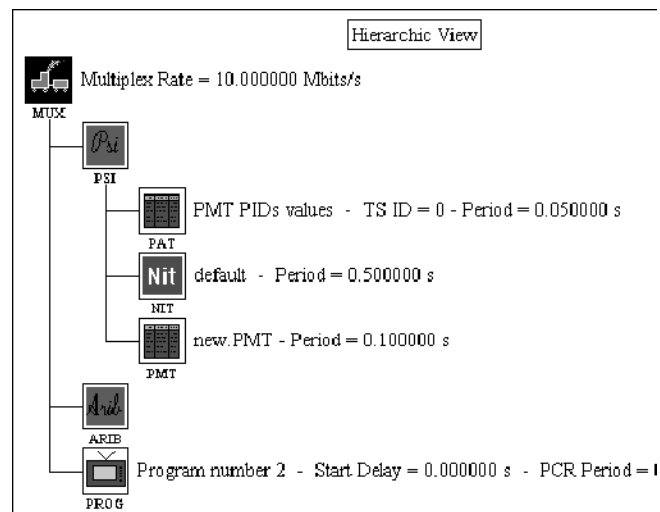 Hierarchic View
Multiplex Rate = 10.000000 Mbits/s
MUX
Psi
PSI
PMT PIDs values - TS ID = 0 - Period = 0.050000 s
PAT
Nit
default - Period = 0.500000 s
NIT
new.PMT - Period = 0.100000 s
PMT
Arib
ARIB
Program number 2 - Start Delay = 0.000000 s - PCR Period =
PROG